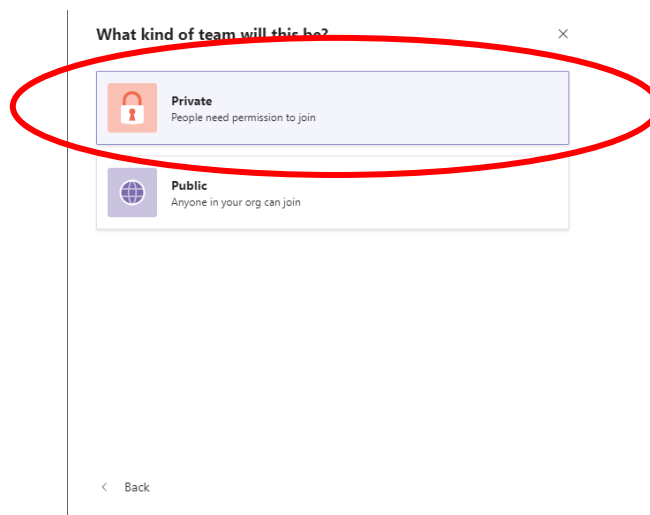 What kind of team will this be?
Private
People need permission to join
Public
Anyone in your org can join
Back